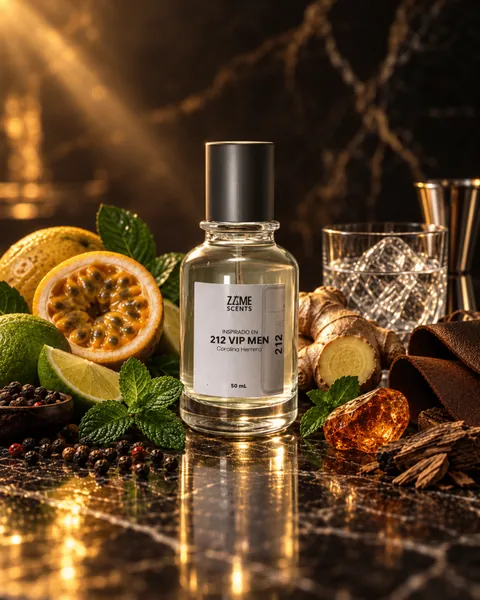 ZAME
SCENTS
INSPIRADO EN
212 VIP MEN
Carolina Herrera
212
50 mL